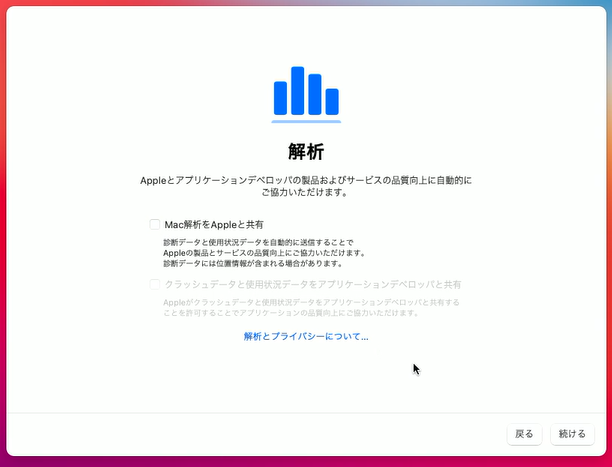 解析
Appleとアプリケーションデベロッパの製品およびサービスの品質向上に自動的に
ご協力いただけます。
Mac解析をAppleと共有
診断データと使用状況データを自動的に送信することで
Appleの製品とサービスの品質向上にご協力いただけます。
診断データには位置情報が含まれる場合があります。
クラッシュデータと使用状況データをアプリケーションデベロッパと共有
Appleがクラッシュデータと使用状況データをアプリケーションデベロッパと共有する
ことを許可することでアプリケーションの品質向上にご協力いただけます。
解析とプライバシーについて...
戻る
続ける